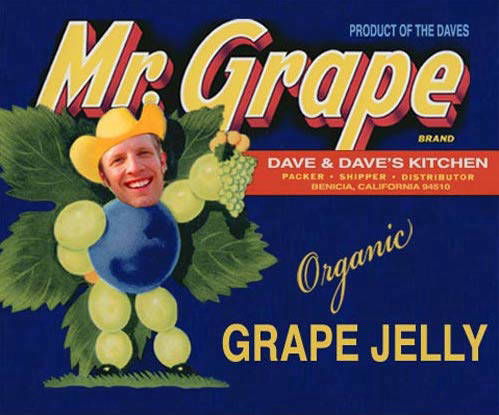 PRODUCT OF THE DAVES
Mr. Grape
BRAND
DAVE & DAVE'S KITCHEN
PACKER • SHIPPER • DISTRIBUTOR
BENICIA, CALIFORNIA 94510
Organic
GRAPE JELLY